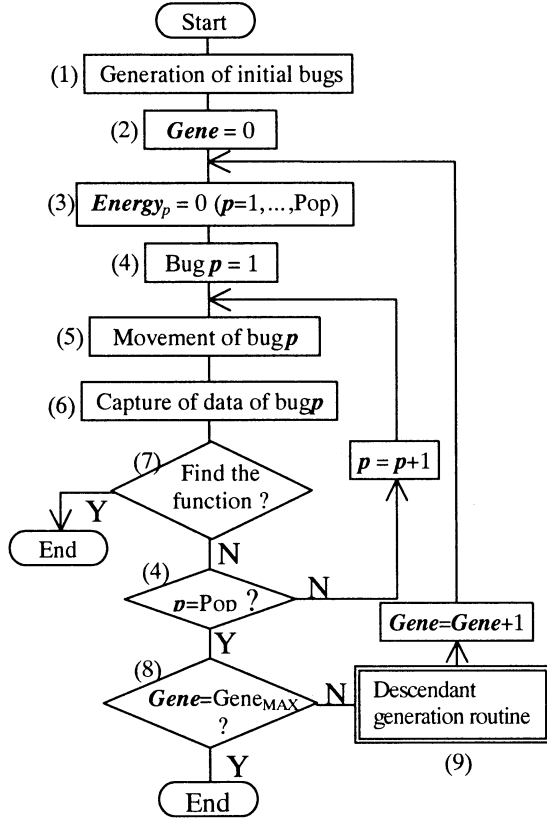 Start
(1) Generation of initial bugs
(2) Gene = 0
(3) Energyp = 0 (p=1,...,Pop)
(4) Bug p = 1
(5) Movement of bug p
(6) Capture of data of bug p
(7) Find the
function ?
p = p+1
Y
End
N
(4) p=Pop ?
N
Gene=Gene+1
Y
(8) Gene=GeneMAX
?
N
Descendant
generation routine
(9)
Y
End